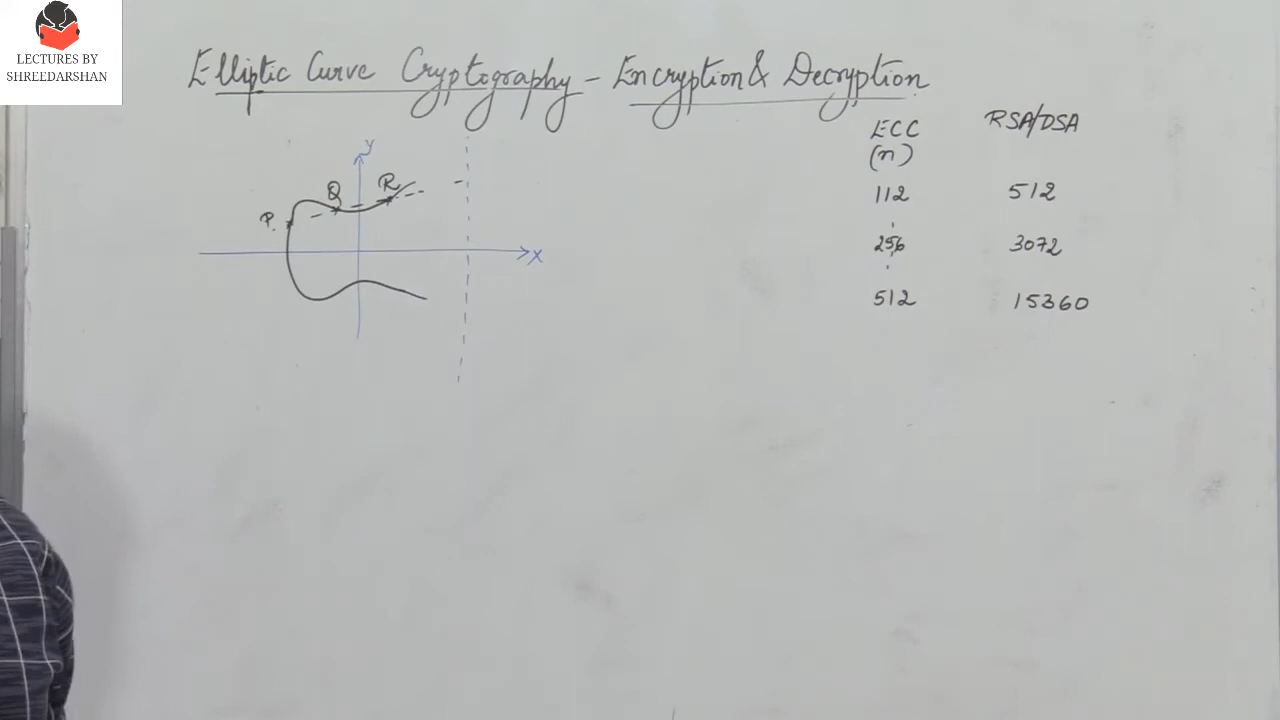 LECTURES BY
SHREEDARSHAN
Elliptic Curve Cryptography - Encryption & Decryption
ECC RSA/DSA
(n)
112 512
256 3072
512 15360
y
Q R
P.
X